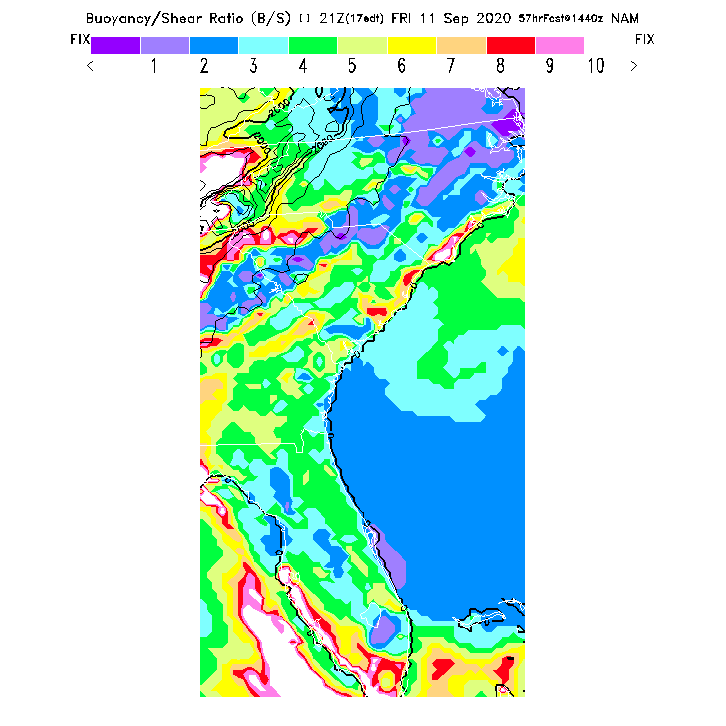 Buoyancy/Shear Ratio (B/S) [] 21Z(17edt) FRI 11 Sep 2020 57hrFcst@1440z NAM
FIX FIX
< 1 2 3 4 5 6 7 8 9 10 >
2000